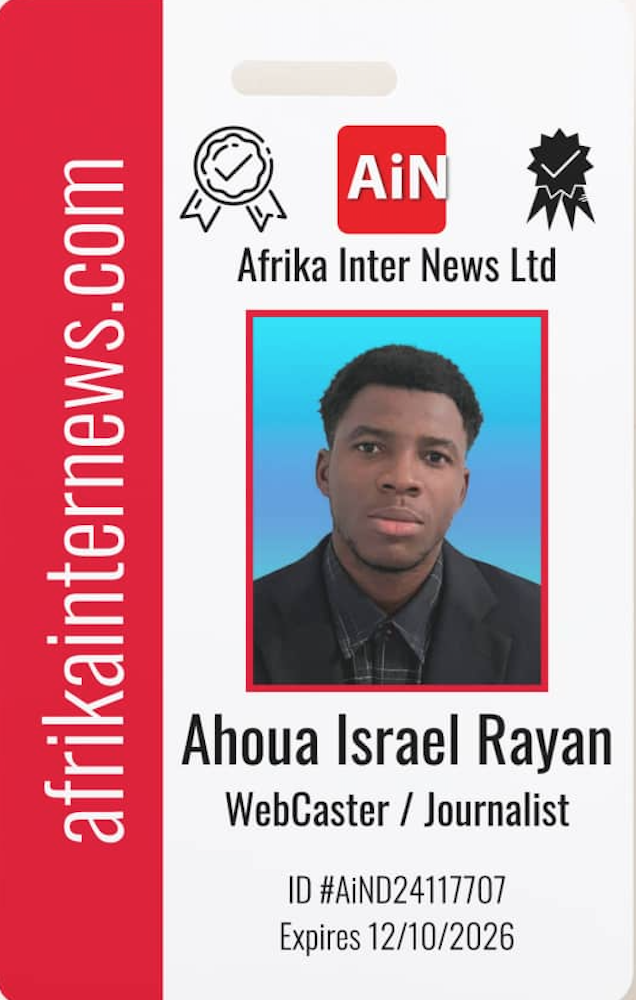 afrikainternews.com
AiN
Afrika Inter News Ltd
Ahoua Israel Rayan
WebCaster / Journalist
ID #AiND24117707
Expires 12/10/2026